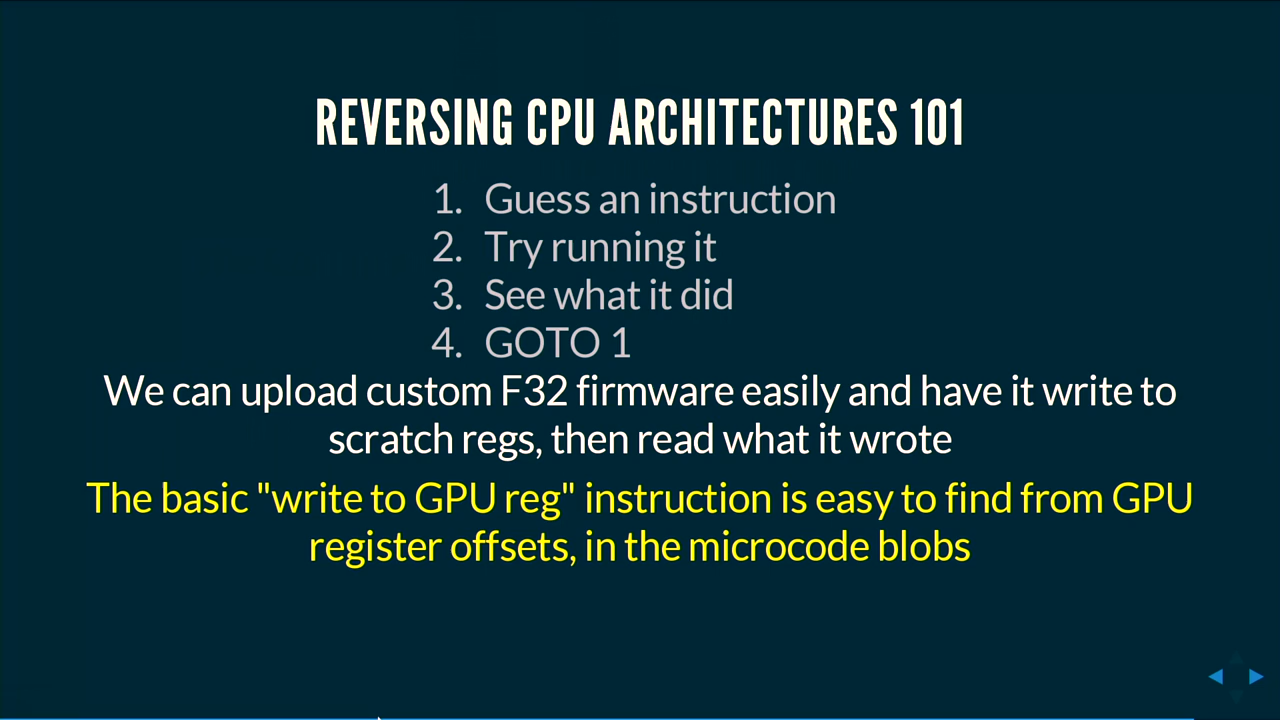 REVERSING CPU ARCHITECTURES 101
1. Guess an instruction
2. Try running it
3. See what it did
4. GOTO 1
We can upload custom F32 firmware easily and have it write to
scratch regs, then read what it wrote
The basic "write to GPU reg" instruction is easy to find from GPU
register offsets, in the microcode blobs